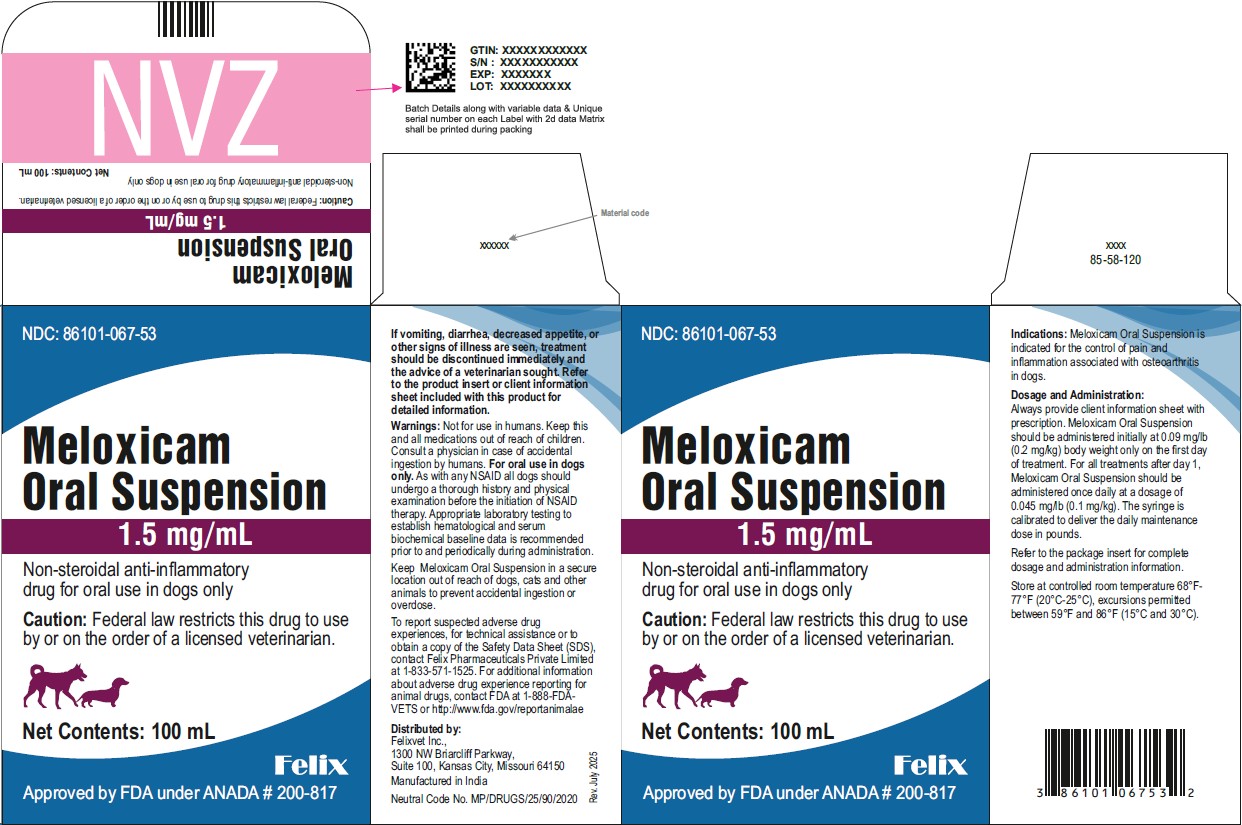 NVZ
Net Contents: 100 mL
Non-steroidal anti-inflammatory drug for oral use in dogs only
Caution: Federal law restricts this drug to use by or on the order of a licensed veterinarian.
1.5 mg/mL
Meloxicam
Oral Suspension
GTIN: XXXXXXXXXXXX
S/N : XXXXXXXXXXX
EXP: XXXXXXX
LOT: XXXXXXXXXX
Batch Details along with variable data & Unique
serial number on each Label with 2d data Matrix
shall be printed during packing
Material code
xxxxxx
xxxx
85-58-120
NDC: 86101-067-53
Meloxicam
Oral Suspension
1.5 mg/mL
Non-steroidal anti-inflammatory
drug for oral use in dogs only
Caution: Federal law restricts this drug to use
by or on the order of a licensed veterinarian.
Net Contents: 100 mL
Felix
Approved by FDA under ANADA # 200-817
If vomiting, diarrhea, decreased appetite, or
other signs of illness are seen, treatment
should be discontinued immediately and
the advice of a veterinarian sought. Refer
to the product insert or client information
sheet included with this product for
detailed information.
Warnings: Not for use in humans. Keep this
and all medications out of reach of children.
Consult a physician in case of accidental
ingestion by humans. For oral use in dogs
only. As with any NSAID all dogs should
undergo a thorough history and physical
examination before the initiation of NSAID
therapy. Appropriate laboratory testing to
establish hematological and serum
biochemical baseline data is recommended
prior to and periodically during administration.
Keep Meloxicam Oral Suspension in a secure
location out of reach of dogs, cats and other
animals to prevent accidental ingestion or
overdose.
To report suspected adverse drug
experiences, for technical assistance or to
obtain a copy of the Safety Data Sheet (SDS),
contact Felix Pharmaceuticals Private Limited
at 1-833-571-1525. For additional information
about adverse drug experience reporting for
animal drugs, contact FDA at 1-888-FDA-
VETS or http://www.fda.gov/reportanimalae
Distributed by:
Felixvet Inc.,
1300 NW Briarcliff Parkway,
Suite 100, Kansas City, Missouri 64150
Manufactured in India
Neutral Code No. MP/DRUGS/25/90/2020
Rev. July 2025
NDC: 86101-067-53
Meloxicam
Oral Suspension
1.5 mg/mL
Non-steroidal anti-inflammatory
drug for oral use in dogs only
Caution: Federal law restricts this drug to use
by or on the order of a licensed veterinarian.
Net Contents: 100 mL
Felix
Approved by FDA under ANADA # 200-817
Indications: Meloxicam Oral Suspension is
indicated for the control of pain and
inflammation associated with osteoarthritis
in dogs.
Dosage and Administration:
Always provide client information sheet with
prescription. Meloxicam Oral Suspension
should be administered initially at 0.09 mg/lb
(0.2 mg/kg) body weight only on the first day
of treatment. For all treatments after day 1,
Meloxicam Oral Suspension should be
administered once daily at a dosage of
0.045 mg/lb (0.1 mg/kg). The syringe is
calibrated to deliver the daily maintenance
dose in pounds.
Refer to the package insert for complete
dosage and administration information.
Store at controlled room temperature 68°F-
77°F (20°C-25°C), excursions permitted
between 59°F and 86°F (15°C and 30°C).
3 86101 06753 2